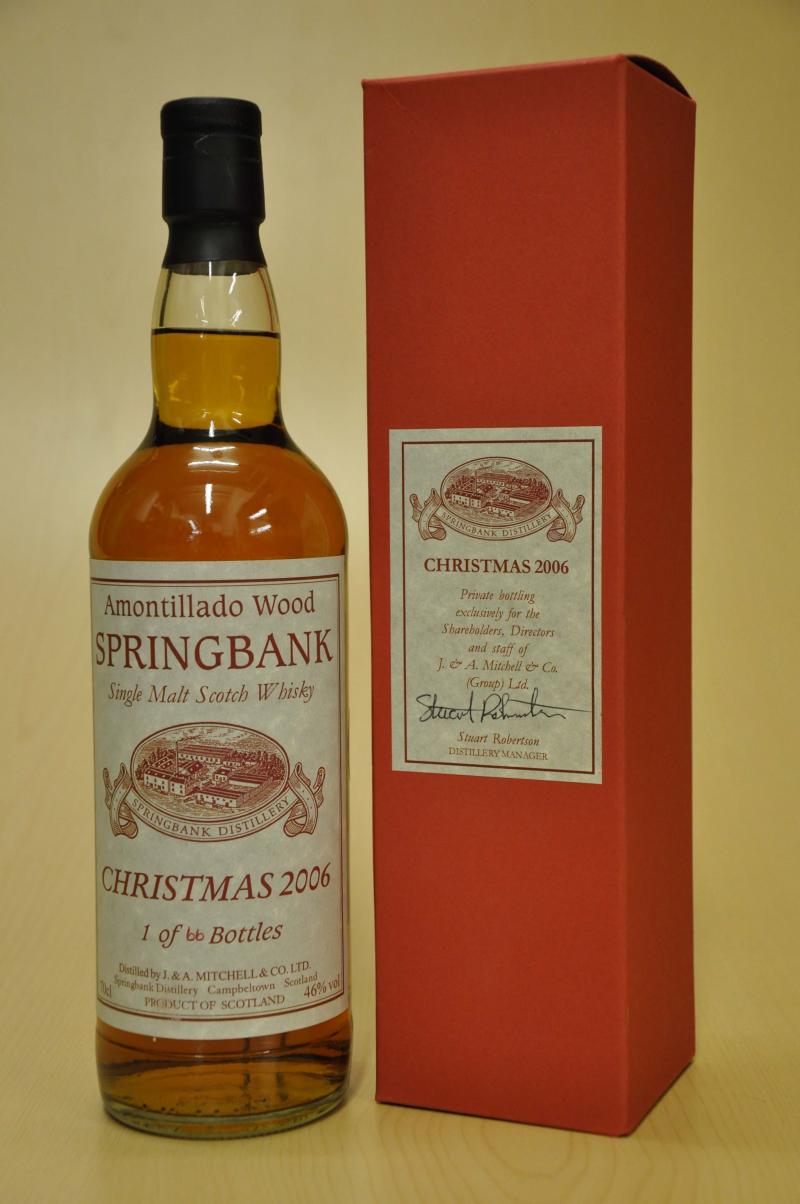 Amontillado Wood
SPRINGBANK
Single Malt Scotch Whisky
SPRINGBANK DISTILLERY
CHRISTMAS 2006
1 of 66 Bottles
Distilled by J. & A. MITCHELL & CO. LTD.
Springbank Distillery Campbeltown Scotland
70cl 46% vol
PRODUCT OF SCOTLAND
SPRINGBANK DISTILLERY
CHRISTMAS 2006
Private bottling
exclusively for the
Shareholders, Directors
and staff of
J. & A. Mitchell & Co.
(Group) Ltd.
Stuart Robertson
Stuart Robertson
DISTILLERY MANAGER